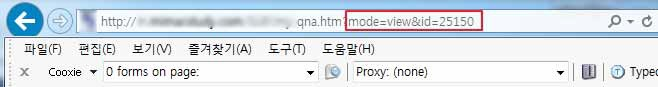 http:// qna.htm?mode=view&id=25150
파일(F) 편집(E) 보기(V) 즐겨찾기(A) 도구(T) 도움말(H)
x Cooxie 0 forms on page: Proxy: (none) Typed